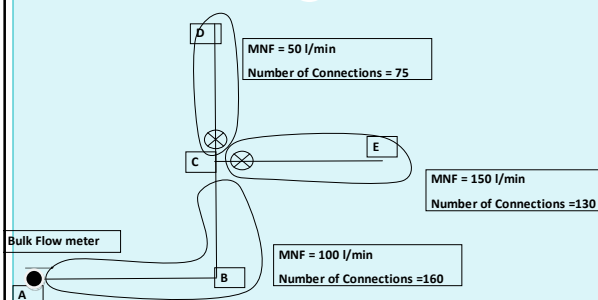 D
MNF = 50 l/min
Number of Connections = 75
C
E
MNF = 150 l/min
Number of Connections =130
Bulk Flow meter
MNF = 100 l/min
Number of Connections =160
B
A